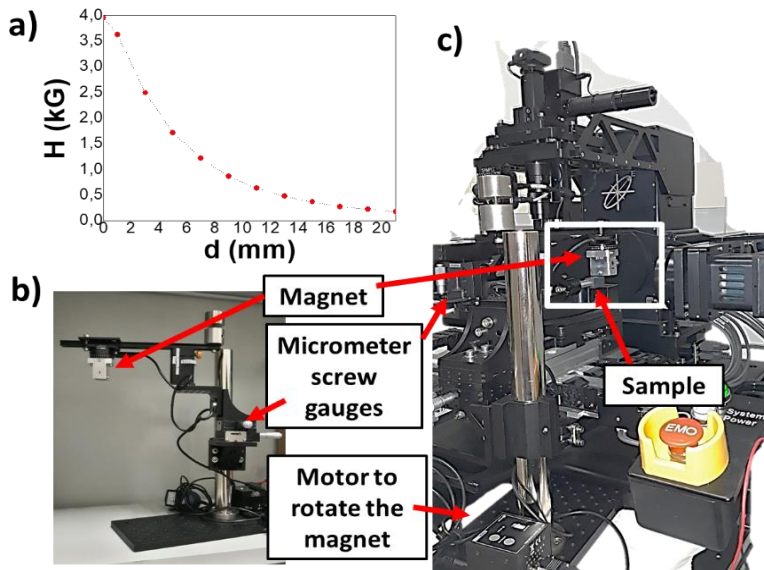 a)
H (kG)
4,0
3,5
3,0
2,5
2,0
1,5
1,0
0,5
0,0
0 2 4 6 8 10 12 14 16 18 20
d (mm)
b)
c)
Magnet
Micrometer
screw
gauges
Motor to
rotate the
magnet
Sample
System
Power
EMO